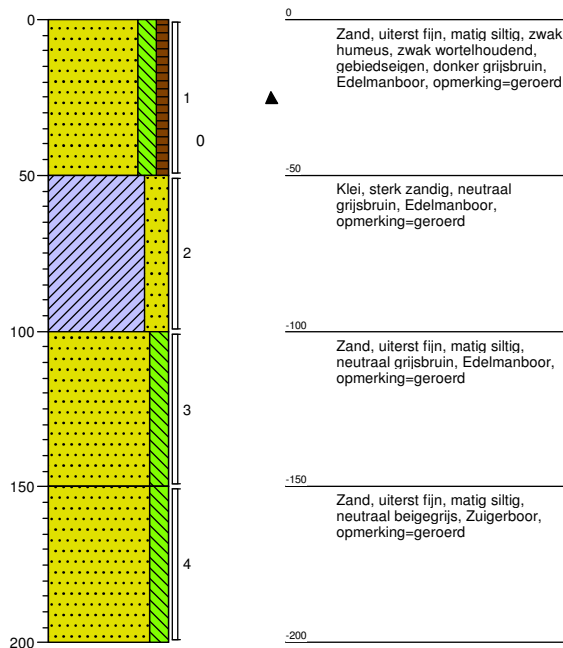 0
50
100
150
200
1
0
2
3
4
-0
Zand, uiterst fijn, matig siltig, zwak
humeus, zwak wortelhoudend,
gebiedseigen, donker grijsbruin,
Edelmanboor, opmerking=geroerd
-50
Klei, sterk zandig, neutraal
grijsbruin, Edelmanboor,
opmerking=geroerd
-100
Zand, uiterst fijn, matig siltig,
neutraal grijsbruin, Edelmanboor,
opmerking=geroerd
-150
Zand, uiterst fijn, matig siltig,
neutraal beigegrijs, Zuigerboor,
opmerking=geroerd
-200